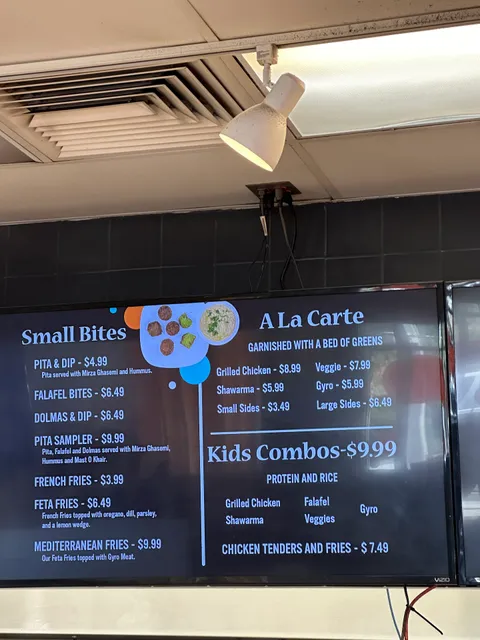 Small Bites
PITA & DIP - $4.99
Pita served with Mirza Ghasemi and Hummus.
FALAFEL BITES - $6.49
DOLMAS & DIP - $6.49
PITA SAMPLER - $9.99
Pita, Falafel and Dolmas served with Mirza Ghasemi,
Hummus and Mast O Khair.
FRENCH FRIES - $3.99
FETA FRIES - $6.49
French Fries topped with oregano, dill, parsley,
and a lemon wedge.
MEDITERRANEAN FRIES - $9.99
Our Feta Fries topped with Gyro Meat.
A La Carte
GARNISHED WITH A BED OF GREENS
Grilled Chicken - $8.99 Veggie - $7.99
Shawarma - $5.99 Gyro - $5.99
Small Sides - $3.49 Large Sides - $6.49
Kids Combos-$9.99
PROTEIN AND RICE
Grilled Chicken Falafel Gyro
Shawarma Veggies
CHICKEN TENDERS AND FRIES - $7.49
VIZIO